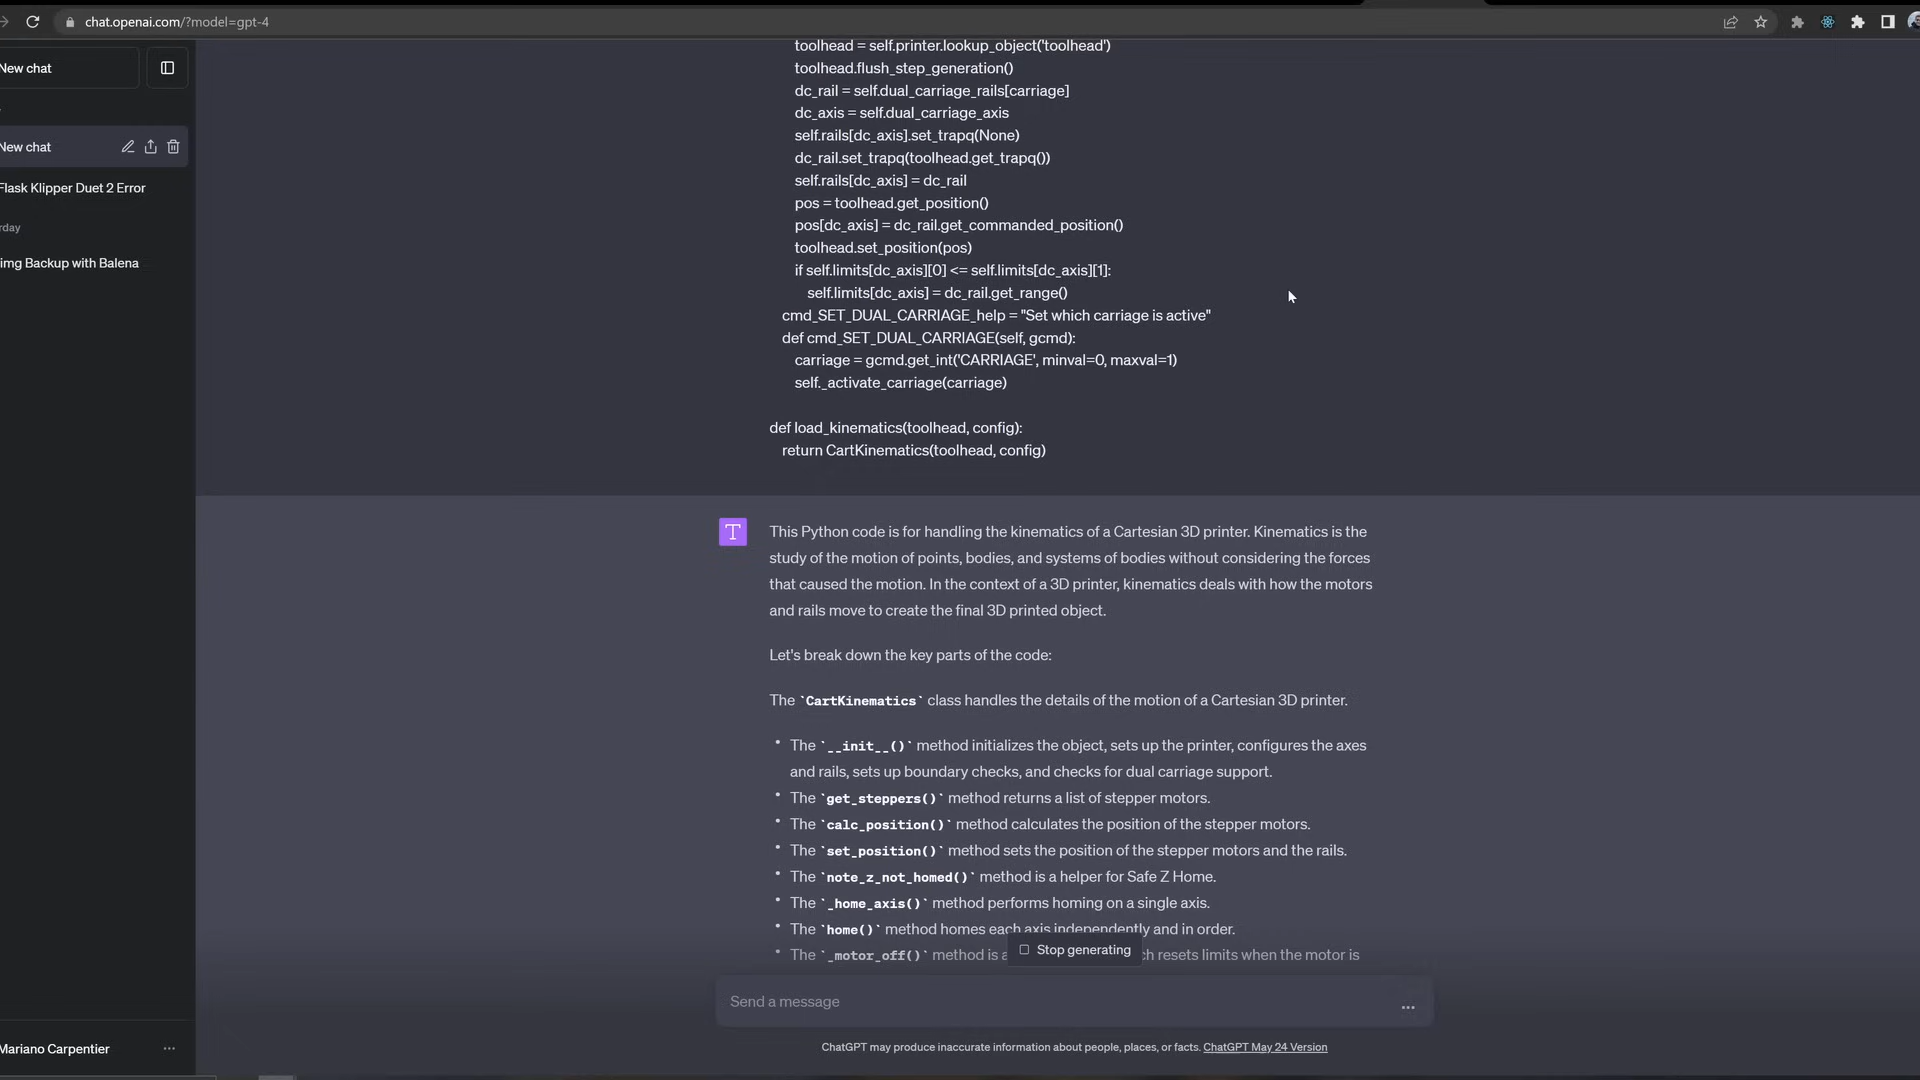 chat.openai.com/?model=gpt-4
New chat
New chat
Flask Klipper Duet 2 Error
rday
img Backup with Balena
Mariano Carpentier
toolhead = self.printer.lookup_object('toolhead')
toolhead.flush_step_generation()
dc_rail = self.dual_carriage_rails[carriage]
dc_axis = self.dual_carriage_axis
self.rails[dc_axis].set_trapq(None)
dc_rail.set_trapq(toolhead.get_trapq())
self.rails[dc_axis] = dc_rail
pos = toolhead.get_position()
pos[dc_axis] = dc_rail.get_commanded_position()
toolhead.set_position(pos)
if self.limits[dc_axis][0] <= self.limits[dc_axis][1]:
self.limits[dc_axis] = dc_rail.get_range()
cmd_SET_DUAL_CARRIAGE_help = "Set which carriage is active"
def cmd_SET_DUAL_CARRIAGE(self, gcmd):
carriage = gcmd.get_int('CARRIAGE', minval=0, maxval=1)
self._activate_carriage(carriage)
def load_kinematics(toolhead, config):
return CartKinematics(toolhead, config)
T
This Python code is for handling the kinematics of a Cartesian 3D printer. Kinematics is the
study of the motion of points, bodies, and systems of bodies without considering the forces
that caused the motion. In the context of a 3D printer, kinematics deals with how the motors
and rails move to create the final 3D printed object.
Let's break down the key parts of the code:
The `CartKinematics` class handles the details of the motion of a Cartesian 3D printer.
• The `__init__()` method initializes the object, sets up the printer, configures the axes
and rails, sets up boundary checks, and checks for dual carriage support.
• The `get_steppers()` method returns a list of stepper motors.
• The `calc_position()` method calculates the position of the stepper motors.
• The `set_position()` method sets the position of the stepper motors and the rails.
• The `note_z_not_homed()` method is a helper for Safe Z Home.
• The `_home_axis()` method performs homing on a single axis.
• The `home()` method homes each axis independently and in order.
• The `_motor_off()` method is a ch resets limits when the motor is
Stop generating
Send a message
ChatGPT may produce inaccurate information about people, places, or facts. ChatGPT May 24 Version